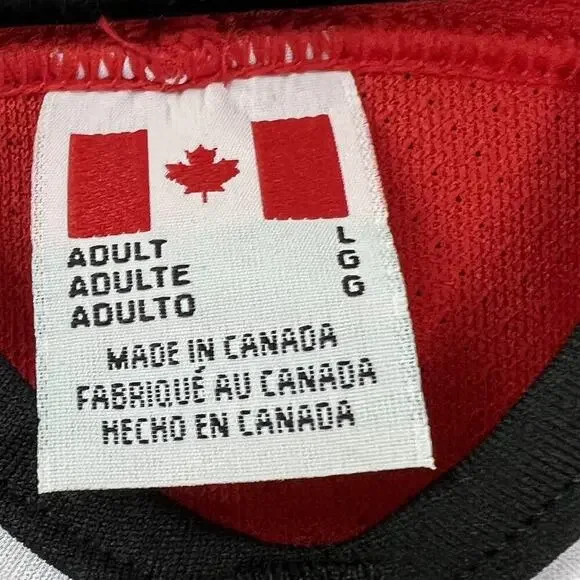 ADULT L
ADULTE G
ADULTO G
MADE IN CANADA
FABRIQUÉ AU CANADA
HECHO EN CANADA